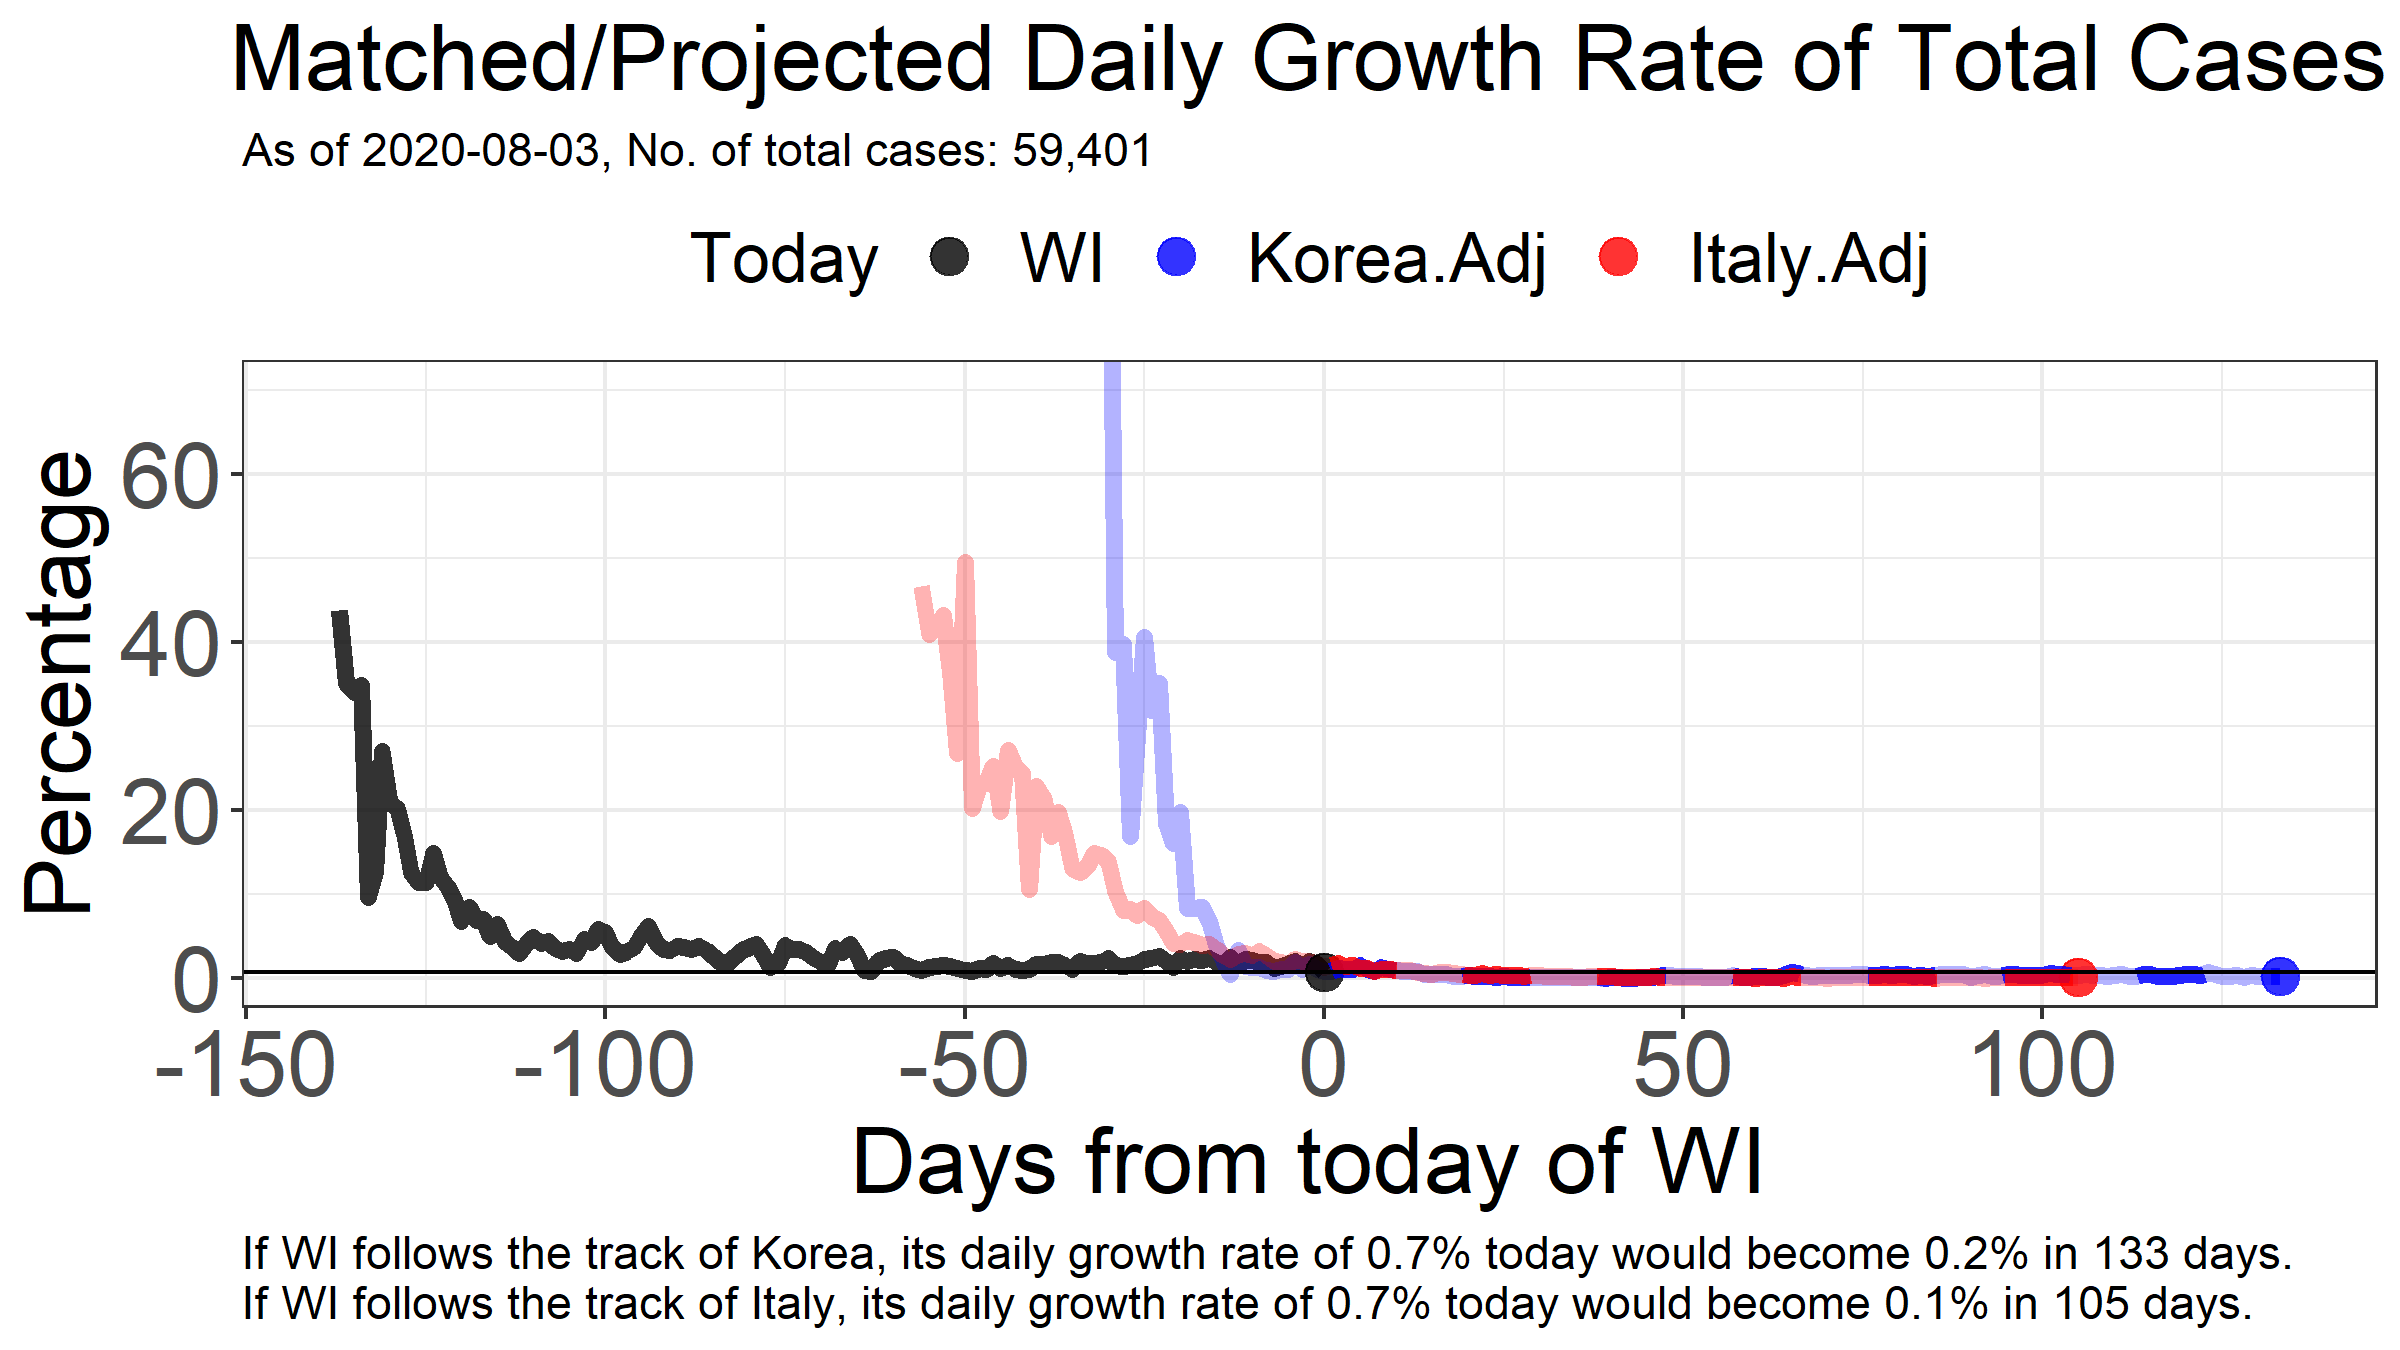 Matched/Projected Daily Growth Rate of Total Cases
As of 2020-08-03, No. of total cases: 59,401
Today WI Korea.Adj Italy.Adj
Percentage
60
40
20
0
-150 -100 -50 0 50 100
Days from today of WI
If WI follows the track of Korea, its daily growth rate of 0.7% today would become 0.2% in 133 days.
If WI follows the track of Italy, its daily growth rate of 0.7% today would become 0.1% in 105 days.